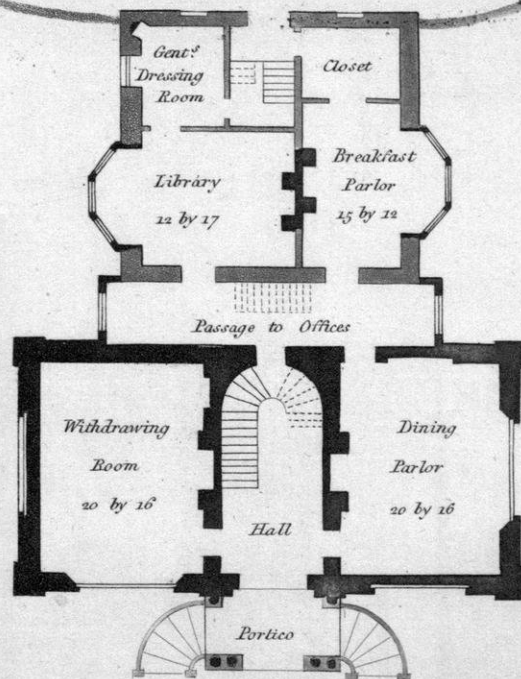 Gent.s
Dressing
Room
Closet
Library
12 by 17
Breakfast
Parlor
15 by 12
Passage to Offices
Withdrawing
Room
20 by 16
Dining
Parlor
20 by 16
Hall
Portico